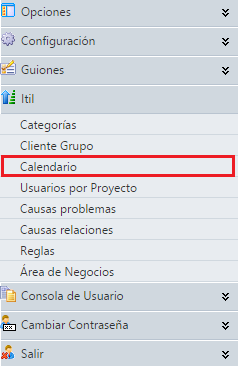 Opciones
Configuración
Guiones
Itil
Categorías
Cliente Grupo
Calendario
Usuarios por Proyecto
Causas problemas
Causas relaciones
Reglas
Área de Negocios
Consola de Usuario
Cambiar Contraseña
Salir